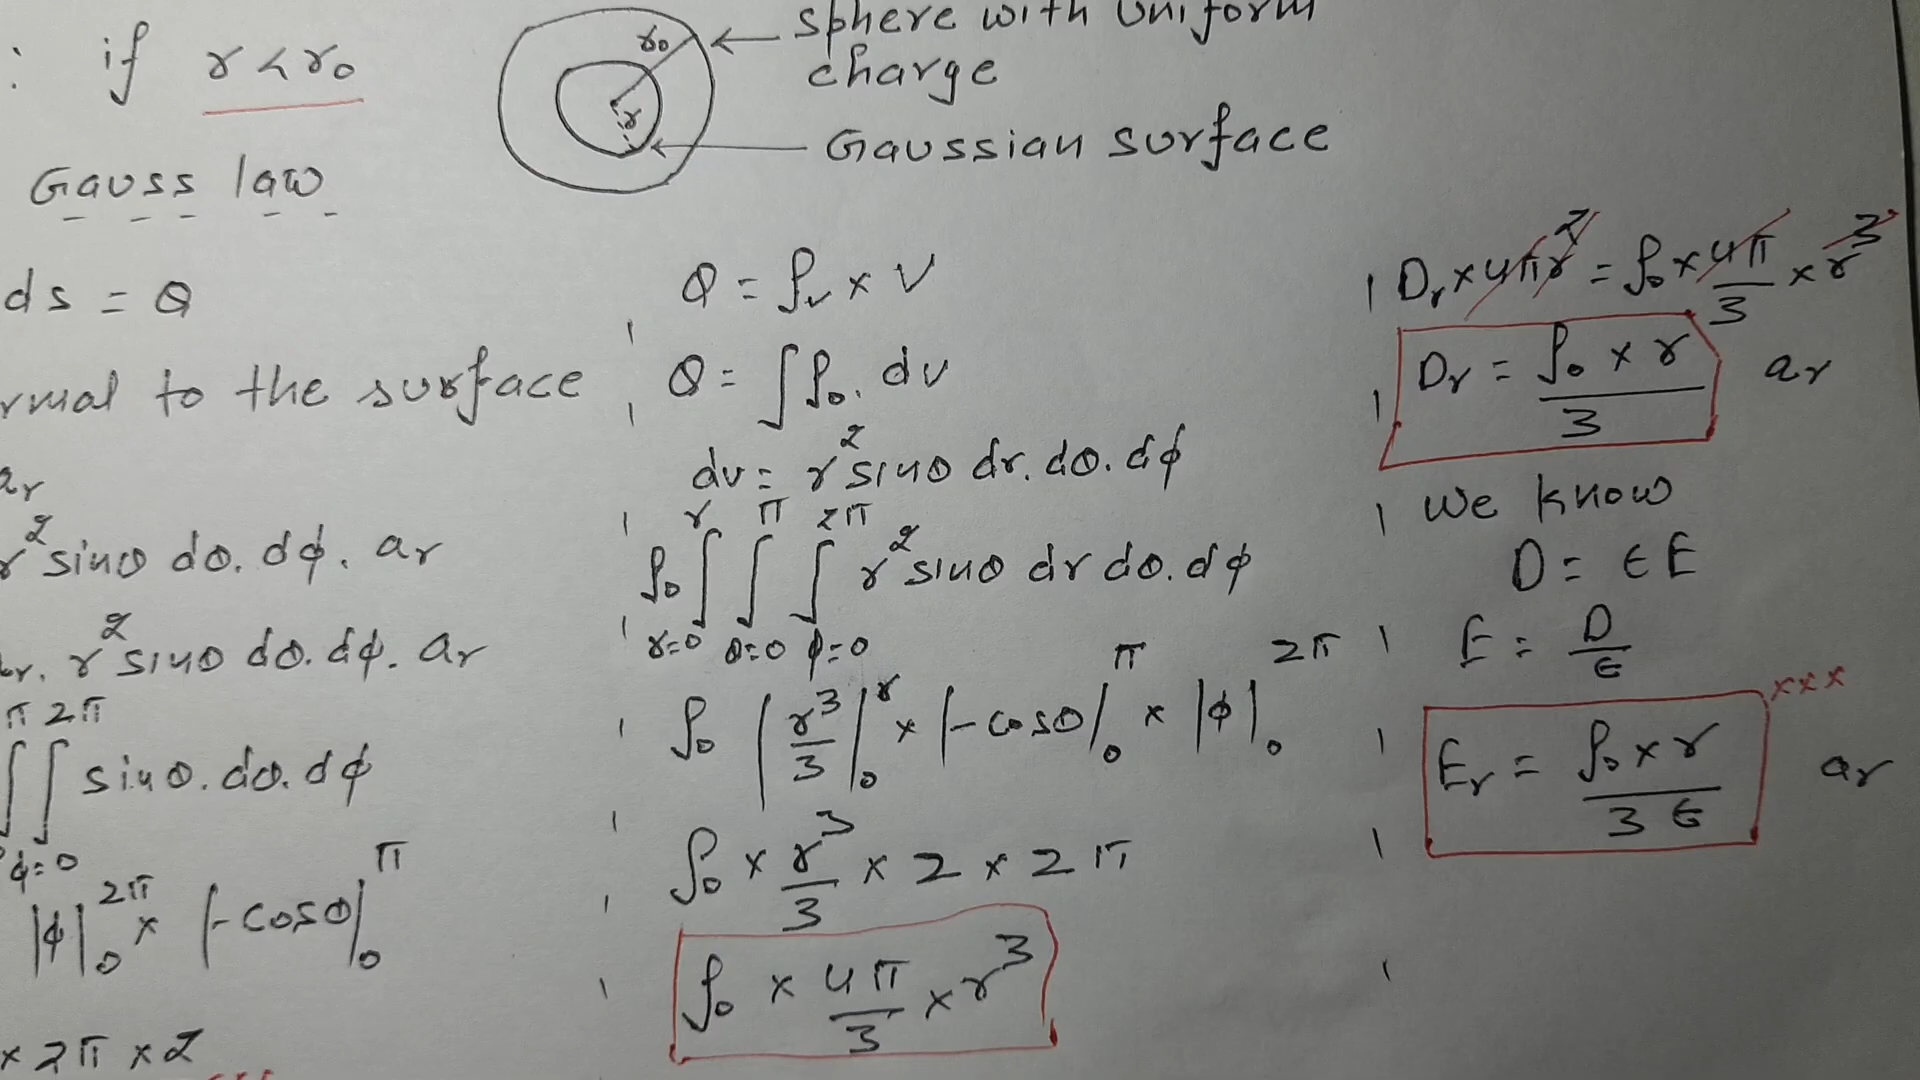 : if r < r₀
r₀
r
sphere with uniform
charge
Gaussian surface
Gauss law
ds = Q
rmal to the surface
ar
r² sinθ dθ. dϕ. ar
r. r² sinθ dθ. dϕ. ar
π 2π
∫∫ sinθ. dθ. dϕ
ϕ=0
|ϕ|₀^2π × |-cosθ|₀^π
× 2π × 2
Q = ρv × V
Q = ∫ρ₀. dv
dv = r² sinθ dr. dθ. dϕ
r π 2π
ρ₀ ∫ ∫ ∫ r² sinθ dr dθ. dϕ
r=0 θ=0 ϕ=0
ρ₀ |r³/3|₀^r × |-cosθ|₀^π × |ϕ|₀^2π
ρ₀ × r³/3 × 2 × 2π
ρ₀ × 4π/3 × r³
Dr × 4πr² = ρ₀ × 4π/3 × r³
Dr = ρ₀ × r / 3 ar
We know
D = ϵE
E = D/ϵ
×××
Er = ρ₀ × r / 3ϵ ar